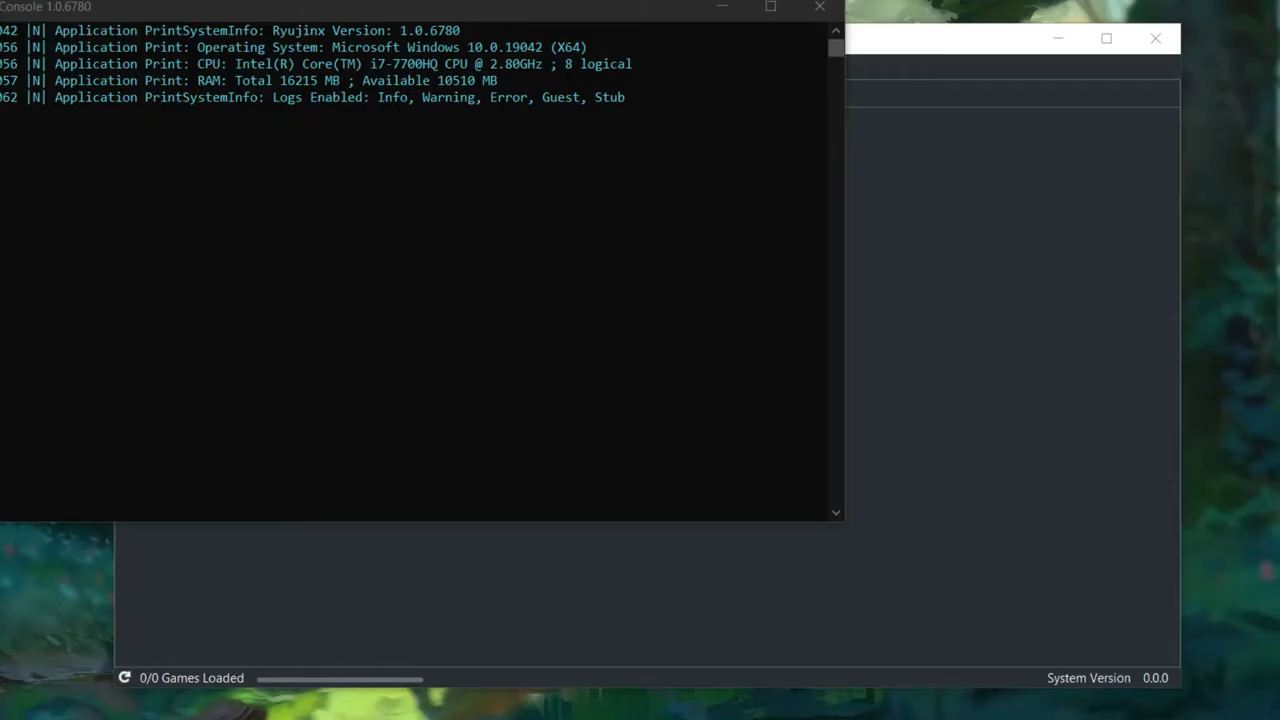 Console 1.0.6780
042 |N| Application PrintSystemInfo: Ryujinx Version: 1.0.6780
056 |N| Application Print: Operating System: Microsoft Windows 10.0.19042 (X64)
056 |N| Application Print: CPU: Intel(R) Core(TM) i7-7700HQ CPU @ 2.80GHz ; 8 logical
057 |N| Application Print: RAM: Total 16215 MB ; Available 10510 MB
062 |N| Application PrintSystemInfo: Logs Enabled: Info, Warning, Error, Guest, Stub
0/0 Games Loaded
System Version 0.0.0